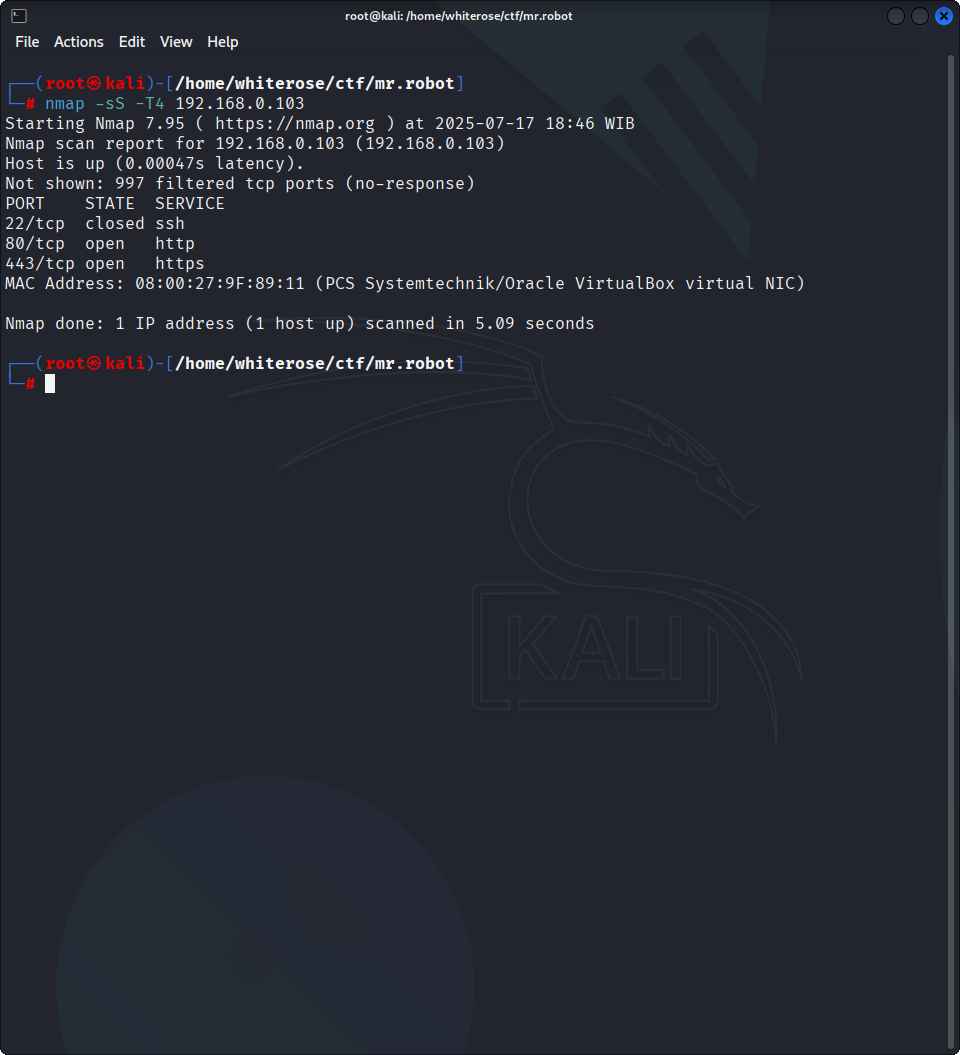 root@kali: /home/whiterose/ctf/mr.robot
File Actions Edit View Help
┌──(root㉿kali)-[/home/whiterose/ctf/mr.robot]
└─# nmap -sS -T4 192.168.0.103
Starting Nmap 7.95 ( https://nmap.org ) at 2025-07-17 18:46 WIB
Nmap scan report for 192.168.0.103 (192.168.0.103)
Host is up (0.00047s latency).
Not shown: 997 filtered tcp ports (no-response)
PORT    STATE  SERVICE
22/tcp  closed ssh
80/tcp  open   http
443/tcp open   https
MAC Address: 08:00:27:9F:89:11 (PCS Systemtechnik/Oracle VirtualBox virtual NIC)
Nmap done: 1 IP address (1 host up) scanned in 5.09 seconds
┌──(root㉿kali)-[/home/whiterose/ctf/mr.robot]
└─#
KALI